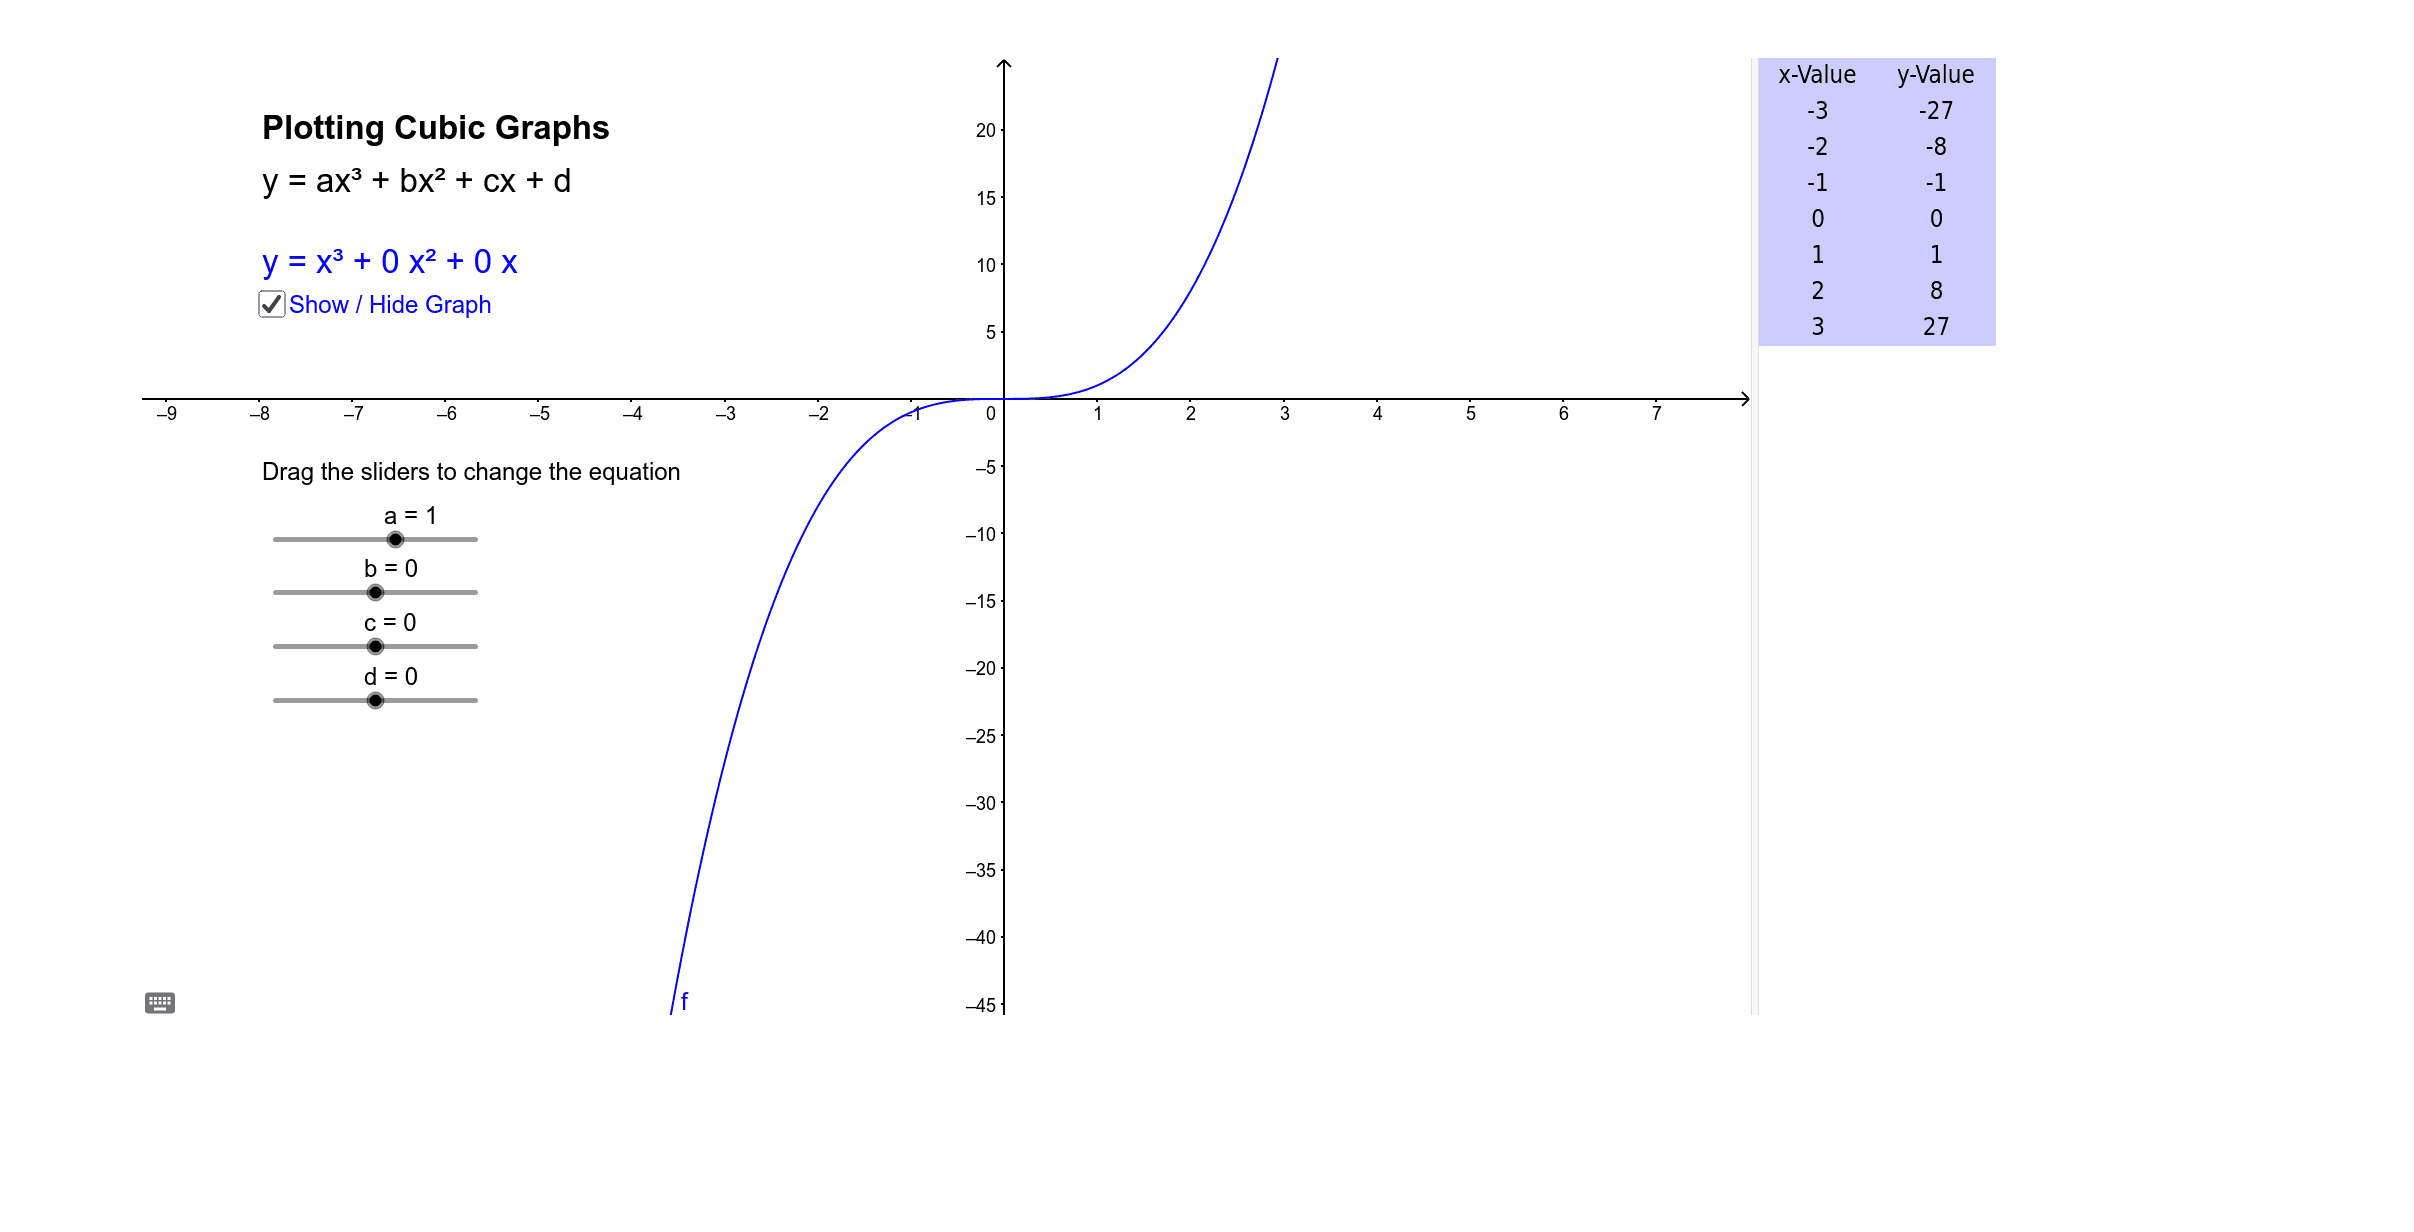 Plotting Cubic Graphs
y = ax³ + bx² + cx + d
y = x³ + 0 x² + 0 x
Show / Hide Graph
20
15
10
5
–9 –8 –7 –6 –5 –4 –3 –2 –1 0 1 2 3 4 5 6 7
–5
–10
–15
–20
–25
–30
–35
–40
–45
Drag the sliders to change the equation
a = 1
b = 0
c = 0
d = 0
f
x-Value y-Value
-3 -27
-2 -8
-1 -1
0 0
1 1
2 8
3 27